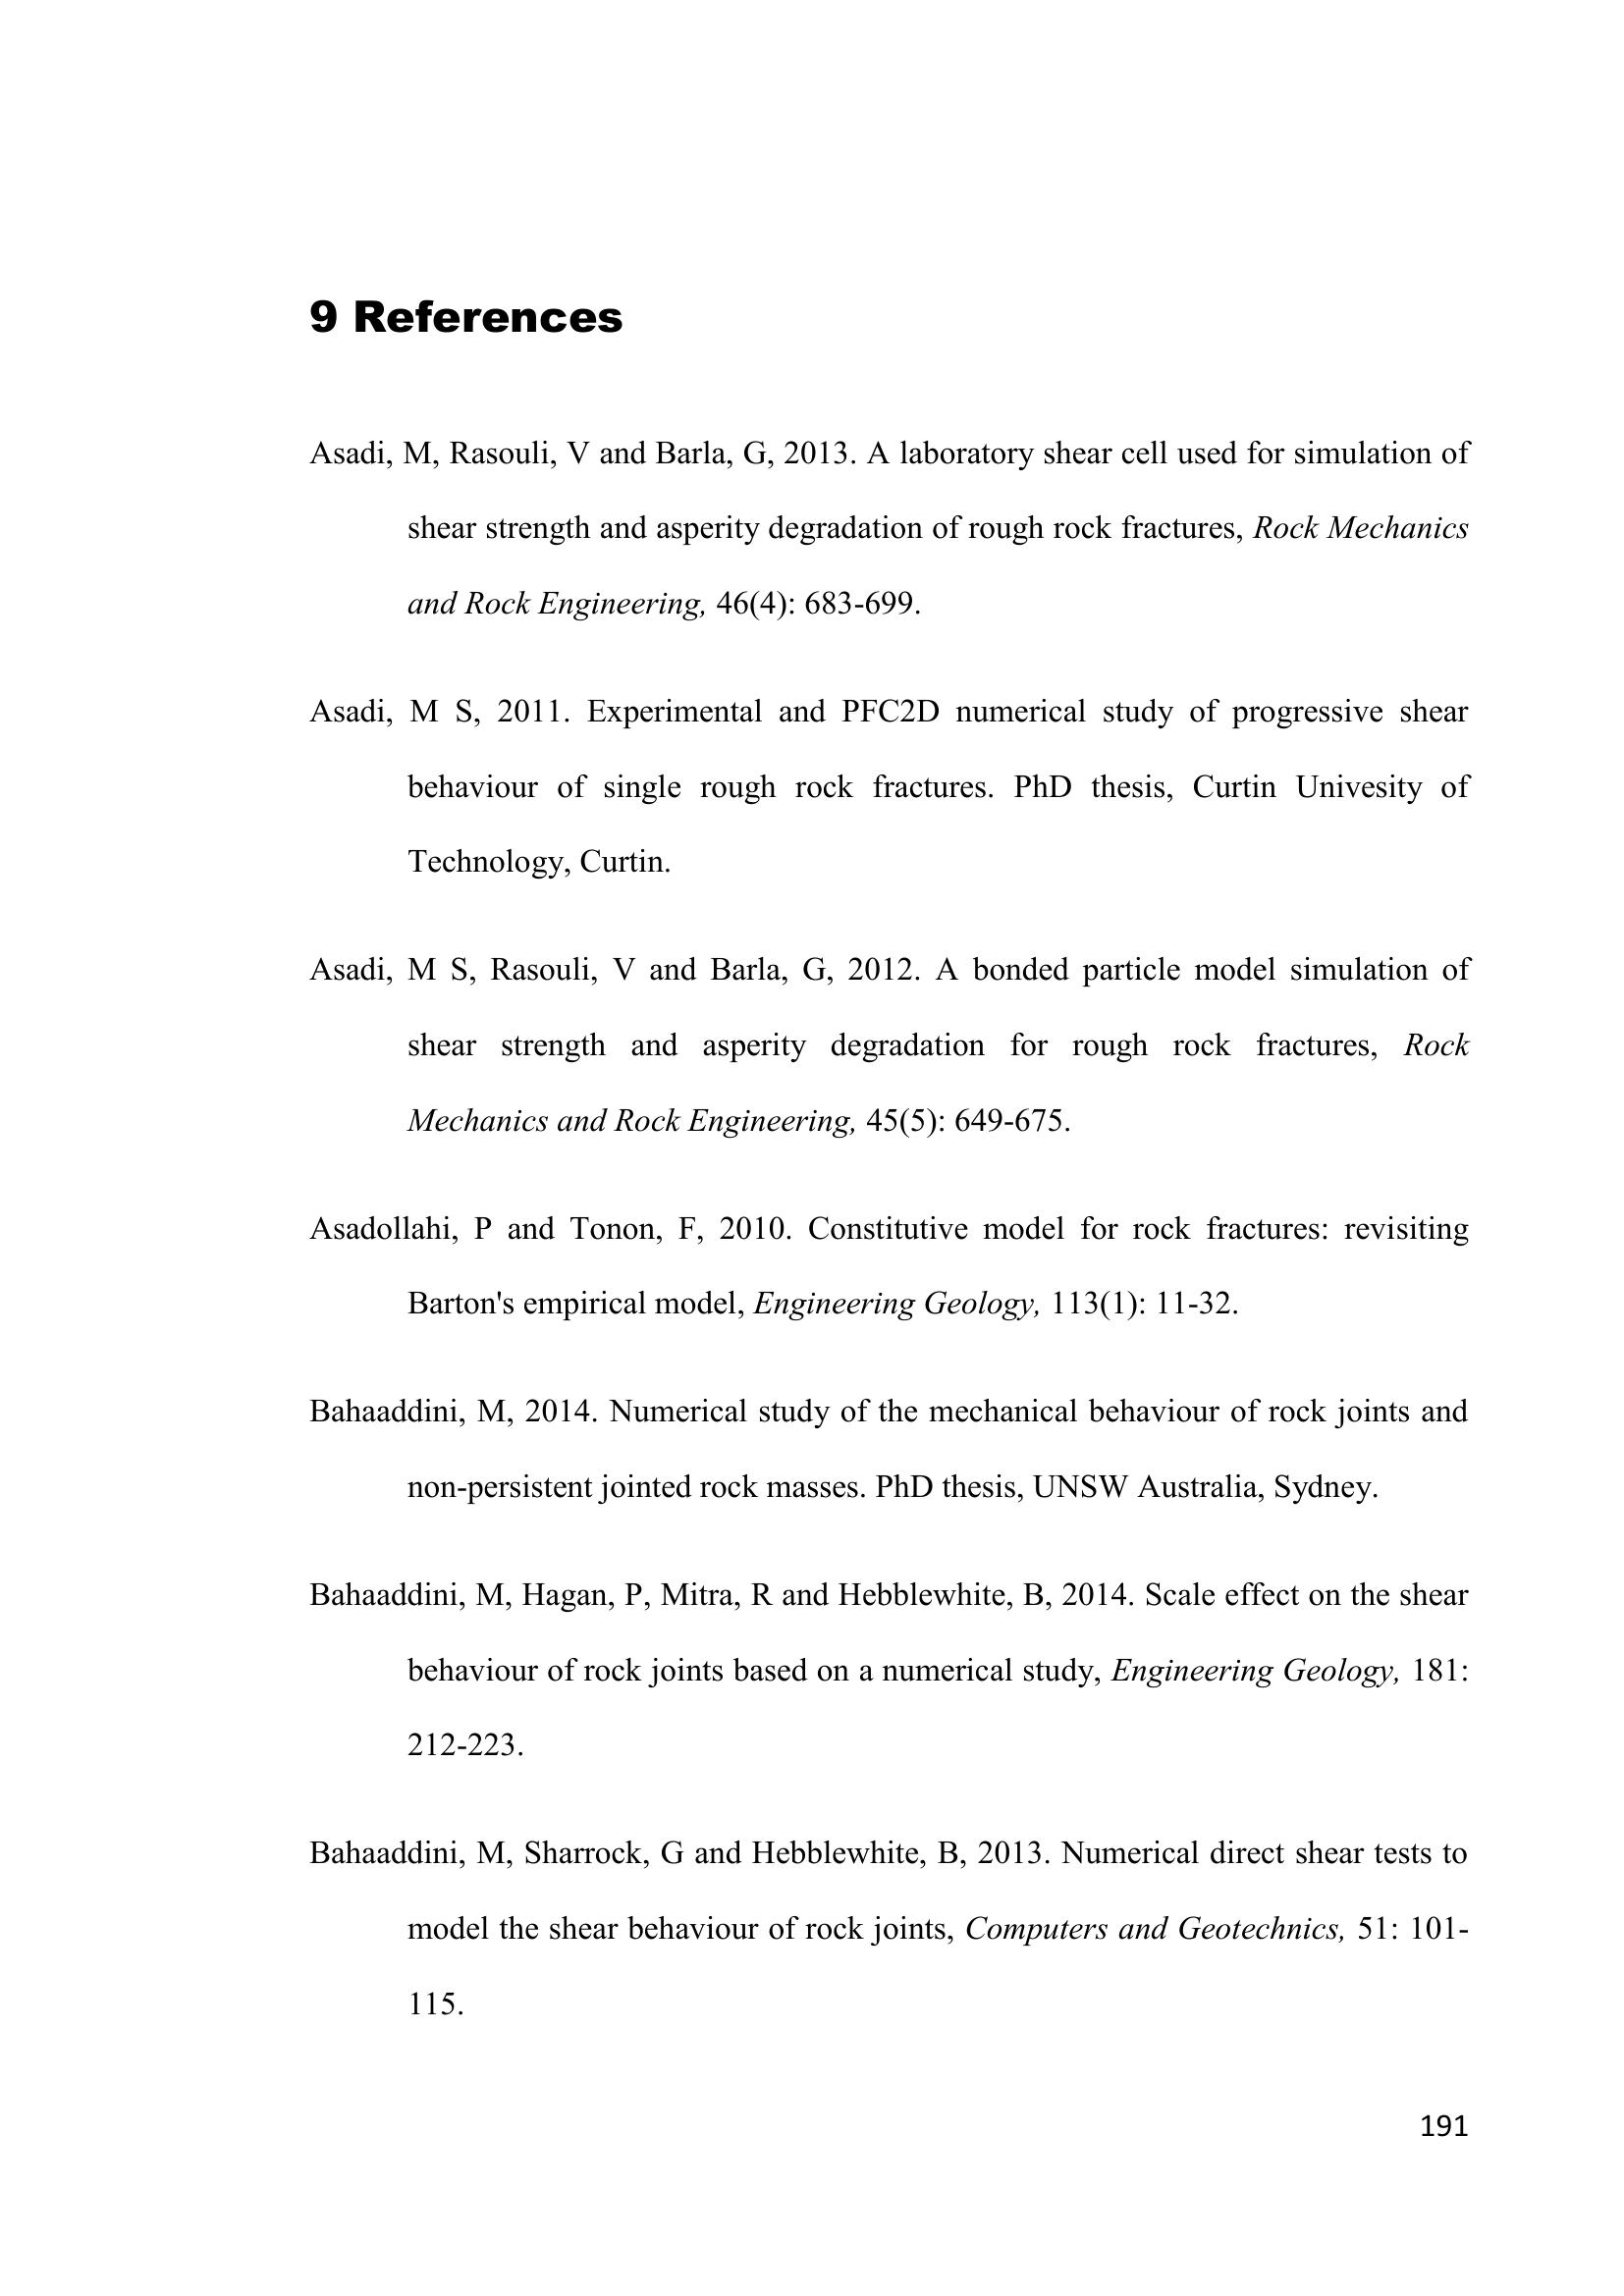 9 References
Asadi, M, Rasouli, V and Barla, G, 2013. A laboratory shear cell used for simulation of
shear strength and asperity degradation of rough rock fractures, Rock Mechanics
and Rock Engineering, 46(4): 683-699.
Asadi, M S, 2011. Experimental and PFC2D numerical study of progressive shear
behaviour of single rough rock fractures. PhD thesis, Curtin Univesity of
Technology, Curtin.
Asadi, M S, Rasouli, V and Barla, G, 2012. A bonded particle model simulation of
shear strength and asperity degradation for rough rock fractures, Rock
Mechanics and Rock Engineering, 45(5): 649-675.
Asadollahi, P and Tonon, F, 2010. Constitutive model for rock fractures: revisiting
Barton's empirical model, Engineering Geology, 113(1): 11-32.
Bahaaddini, M, 2014. Numerical study of the mechanical behaviour of rock joints and
non-persistent jointed rock masses. PhD thesis, UNSW Australia, Sydney.
Bahaaddini, M, Hagan, P, Mitra, R and Hebblewhite, B, 2014. Scale effect on the shear
behaviour of rock joints based on a numerical study, Engineering Geology, 181:
212-223.
Bahaaddini, M, Sharrock, G and Hebblewhite, B, 2013. Numerical direct shear tests to
model the shear behaviour of rock joints, Computers and Geotechnics, 51: 101-
115.
191